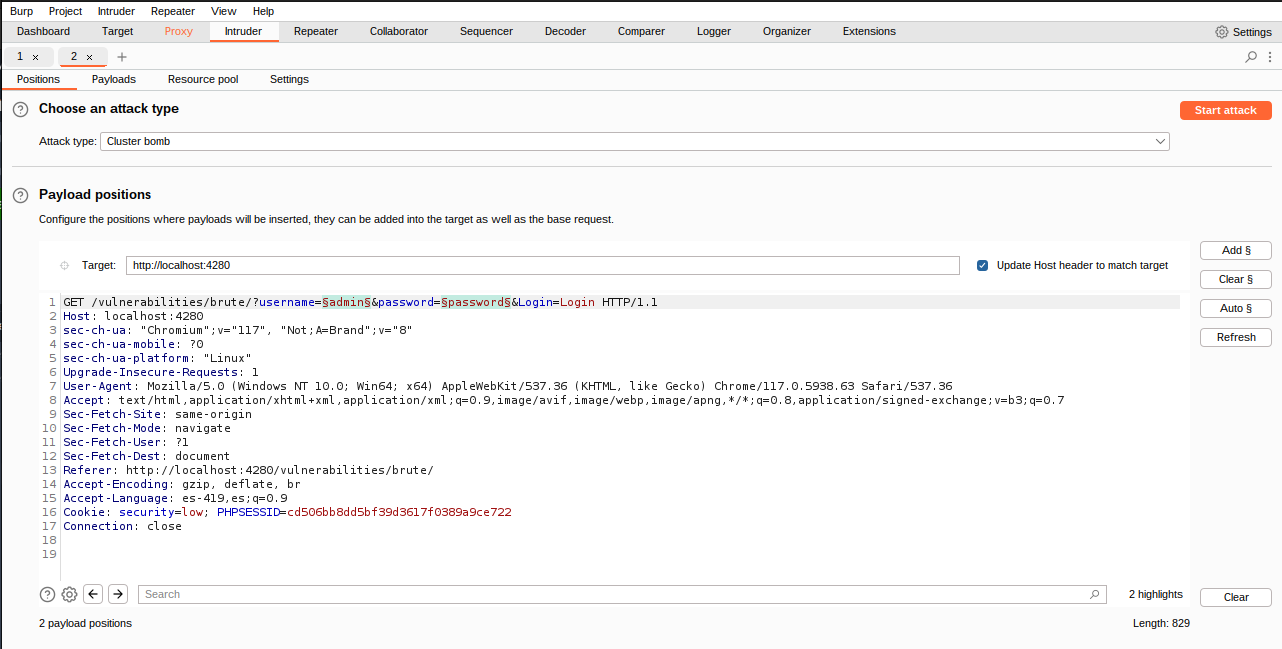 Burp Project Intruder Repeater View Help
Dashboard Target Proxy Intruder Repeater Collaborator Sequencer Decoder Comparer Logger Organizer Extensions Settings
1 × 2 × +
Positions Payloads Resource pool Settings
? Choose an attack type Start attack
Attack type: Cluster bomb
? Payload positions
Configure the positions where payloads will be inserted, they can be added into the target as well as the base request.
Add §
Target: http://localhost:4280 Update Host header to match target
Clear §
1 GET /vulnerabilities/brute/?username=§admin§&password=§password§&Login=Login HTTP/1.1
Auto §
2 Host: localhost:4280
3 sec-ch-ua: "Chromium";v="117", "Not;A=Brand";v="8"
Refresh
4 sec-ch-ua-mobile: ?0
5 sec-ch-ua-platform: "Linux"
6 Upgrade-Insecure-Requests: 1
7 User-Agent: Mozilla/5.0 (Windows NT 10.0; Win64; x64) AppleWebKit/537.36 (KHTML, like Gecko) Chrome/117.0.5938.63 Safari/537.36
8 Accept: text/html,application/xhtml+xml,application/xml;q=0.9,image/avif,image/webp,image/apng,*/*;q=0.8,application/signed-exchange;v=b3;q=0.7
9 Sec-Fetch-Site: same-origin
10 Sec-Fetch-Mode: navigate
11 Sec-Fetch-User: ?1
12 Sec-Fetch-Dest: document
13 Referer: http://localhost:4280/vulnerabilities/brute/
14 Accept-Encoding: gzip, deflate, br
15 Accept-Language: es-419,es;q=0.9
16 Cookie: security=low; PHPSESSID=cd506bb8dd5bf39d3617f0389a9ce722
17 Connection: close
18
19
? Search 2 highlights Clear
2 payload positions Length: 829